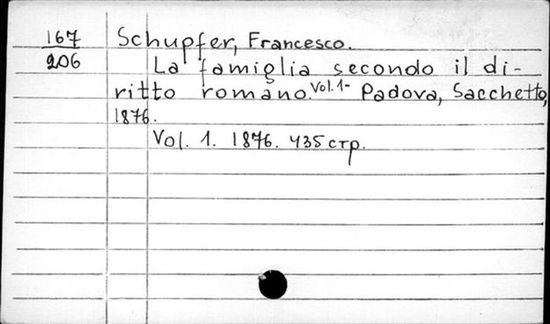 167 Schupfer, Francesco.
206 La famiglia secondo il di-
ritto romano. Vol. 1- Padova, Sacchetto,
1876.
Vol. 1. 1876. 435 стр.